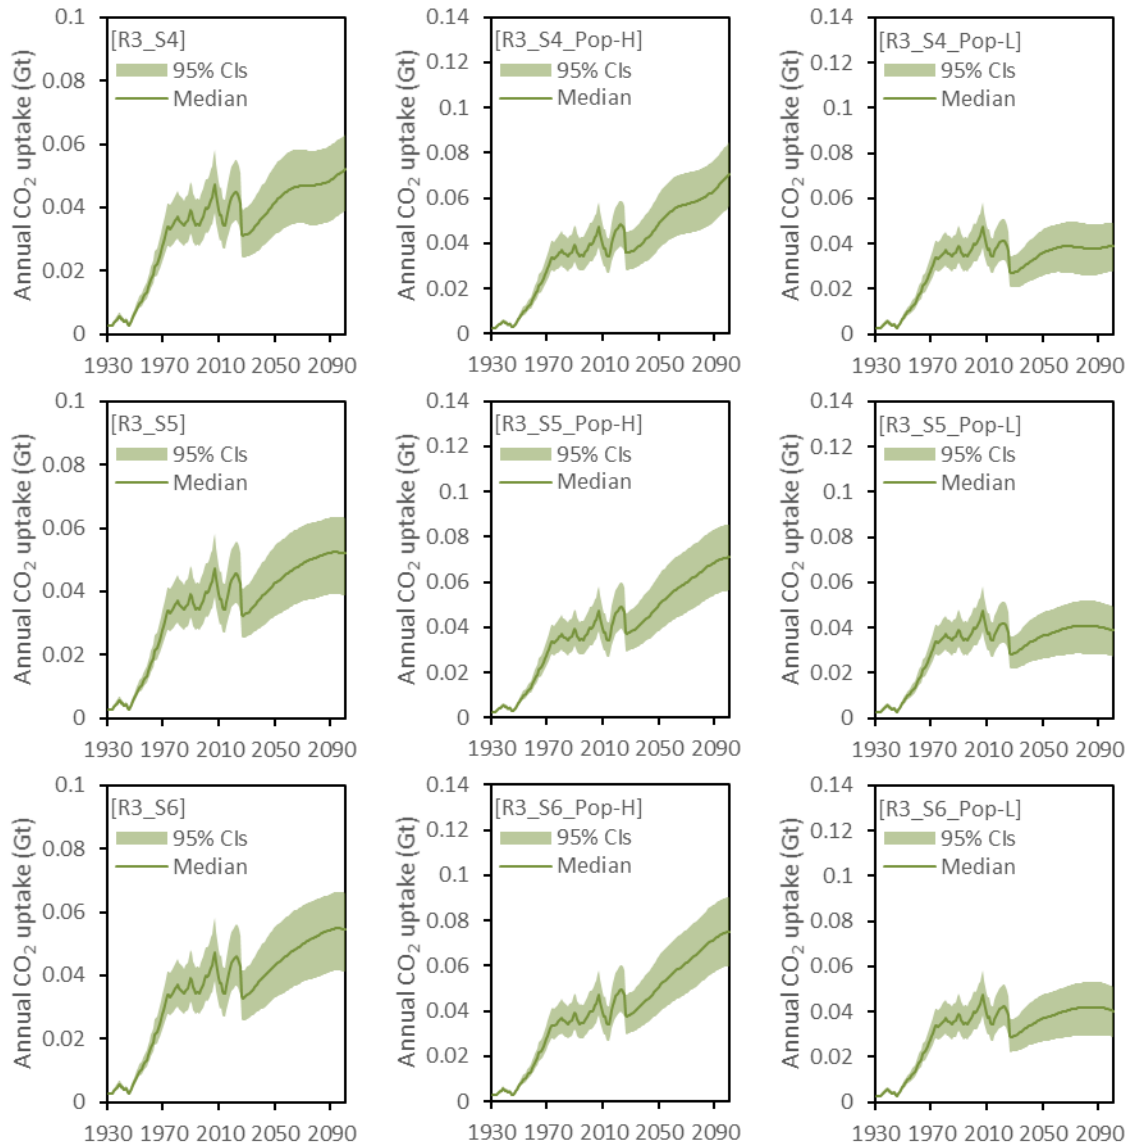 0.1
0.08
0.06
0.04
0.02
0
Annual CO₂ uptake (Gt)
[R3_S4]
95% CIs
Median
1930 1970 2010 2050 2090
0.14
0.12
0.1
0.08
0.06
0.04
0.02
0
Annual CO₂ uptake (Gt)
[R3_S4_Pop-H]
95% CIs
Median
1930 1970 2010 2050 2090
0.14
0.12
0.1
0.08
0.06
0.04
0.02
0
Annual CO₂ uptake (Gt)
[R3_S4_Pop-L]
95% CIs
Median
1930 1970 2010 2050 2090
0.1
0.08
0.06
0.04
0.02
0
Annual CO₂ uptake (Gt)
[R3_S5]
95% CIs
Median
1930 1970 2010 2050 2090
0.14
0.12
0.1
0.08
0.06
0.04
0.02
0
Annual CO₂ uptake (Gt)
[R3_S5_Pop-H]
95% CIs
Median
1930 1970 2010 2050 2090
0.14
0.12
0.1
0.08
0.06
0.04
0.02
0
Annual CO₂ uptake (Gt)
[R3_S5_Pop-L]
95% CIs
Median
1930 1970 2010 2050 2090
0.1
0.08
0.06
0.04
0.02
0
Annual CO₂ uptake (Gt)
[R3_S6]
95% CIs
Median
1930 1970 2010 2050 2090
0.14
0.12
0.1
0.08
0.06
0.04
0.02
0
Annual CO₂ uptake (Gt)
[R3_S6_Pop-H]
95% CIs
Median
1930 1970 2010 2050 2090
0.14
0.12
0.1
0.08
0.06
0.04
0.02
0
Annual CO₂ uptake (Gt)
[R3_S6_Pop-L]
95% CIs
Median
1930 1970 2010 2050 2090